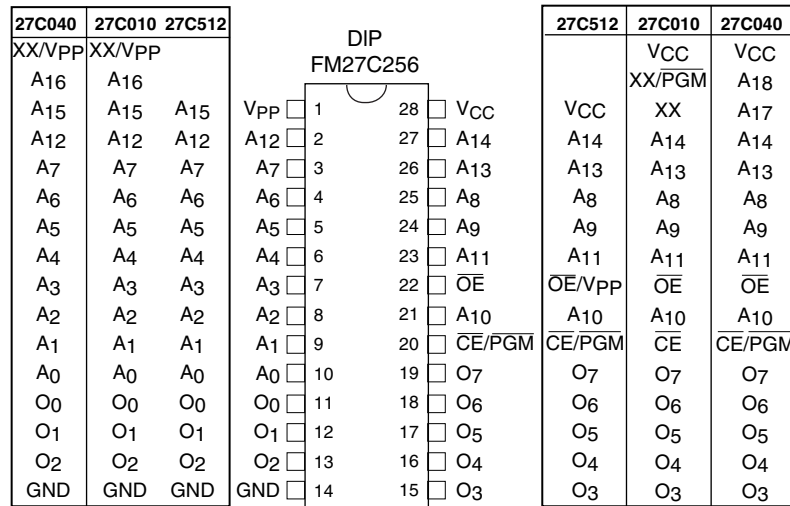 27C040 27C010 27C512 DIP FM27C256 27C512 27C010 27C040
XX/VPP XX/VPP VCC VCC
A16 A16 XX/PGM A18
A15 A15 A15 VPP 1 28 VCC VCC XX A17
A12 A12 A12 A12 2 27 A14 A14 A14 A14
A7 A7 A7 A7 3 26 A13 A13 A13 A13
A6 A6 A6 A6 4 25 A8 A8 A8 A8
A5 A5 A5 A5 5 24 A9 A9 A9 A9
A4 A4 A4 A4 6 23 A11 A11 A11 A11
A3 A3 A3 A3 7 22 OE OE/VPP OE OE
A2 A2 A2 A2 8 21 A10 A10 A10 A10
A1 A1 A1 A1 9 20 CE/PGM CE/PGM CE CE/PGM
A0 A0 A0 A0 10 19 O7 O7 O7 O7
O0 O0 O0 O0 11 18 O6 O6 O6 O6
O1 O1 O1 O1 12 17 O5 O5 O5 O5
O2 O2 O2 O2 13 16 O4 O4 O4 O4
GND GND GND GND 14 15 O3 O3 O3 O3